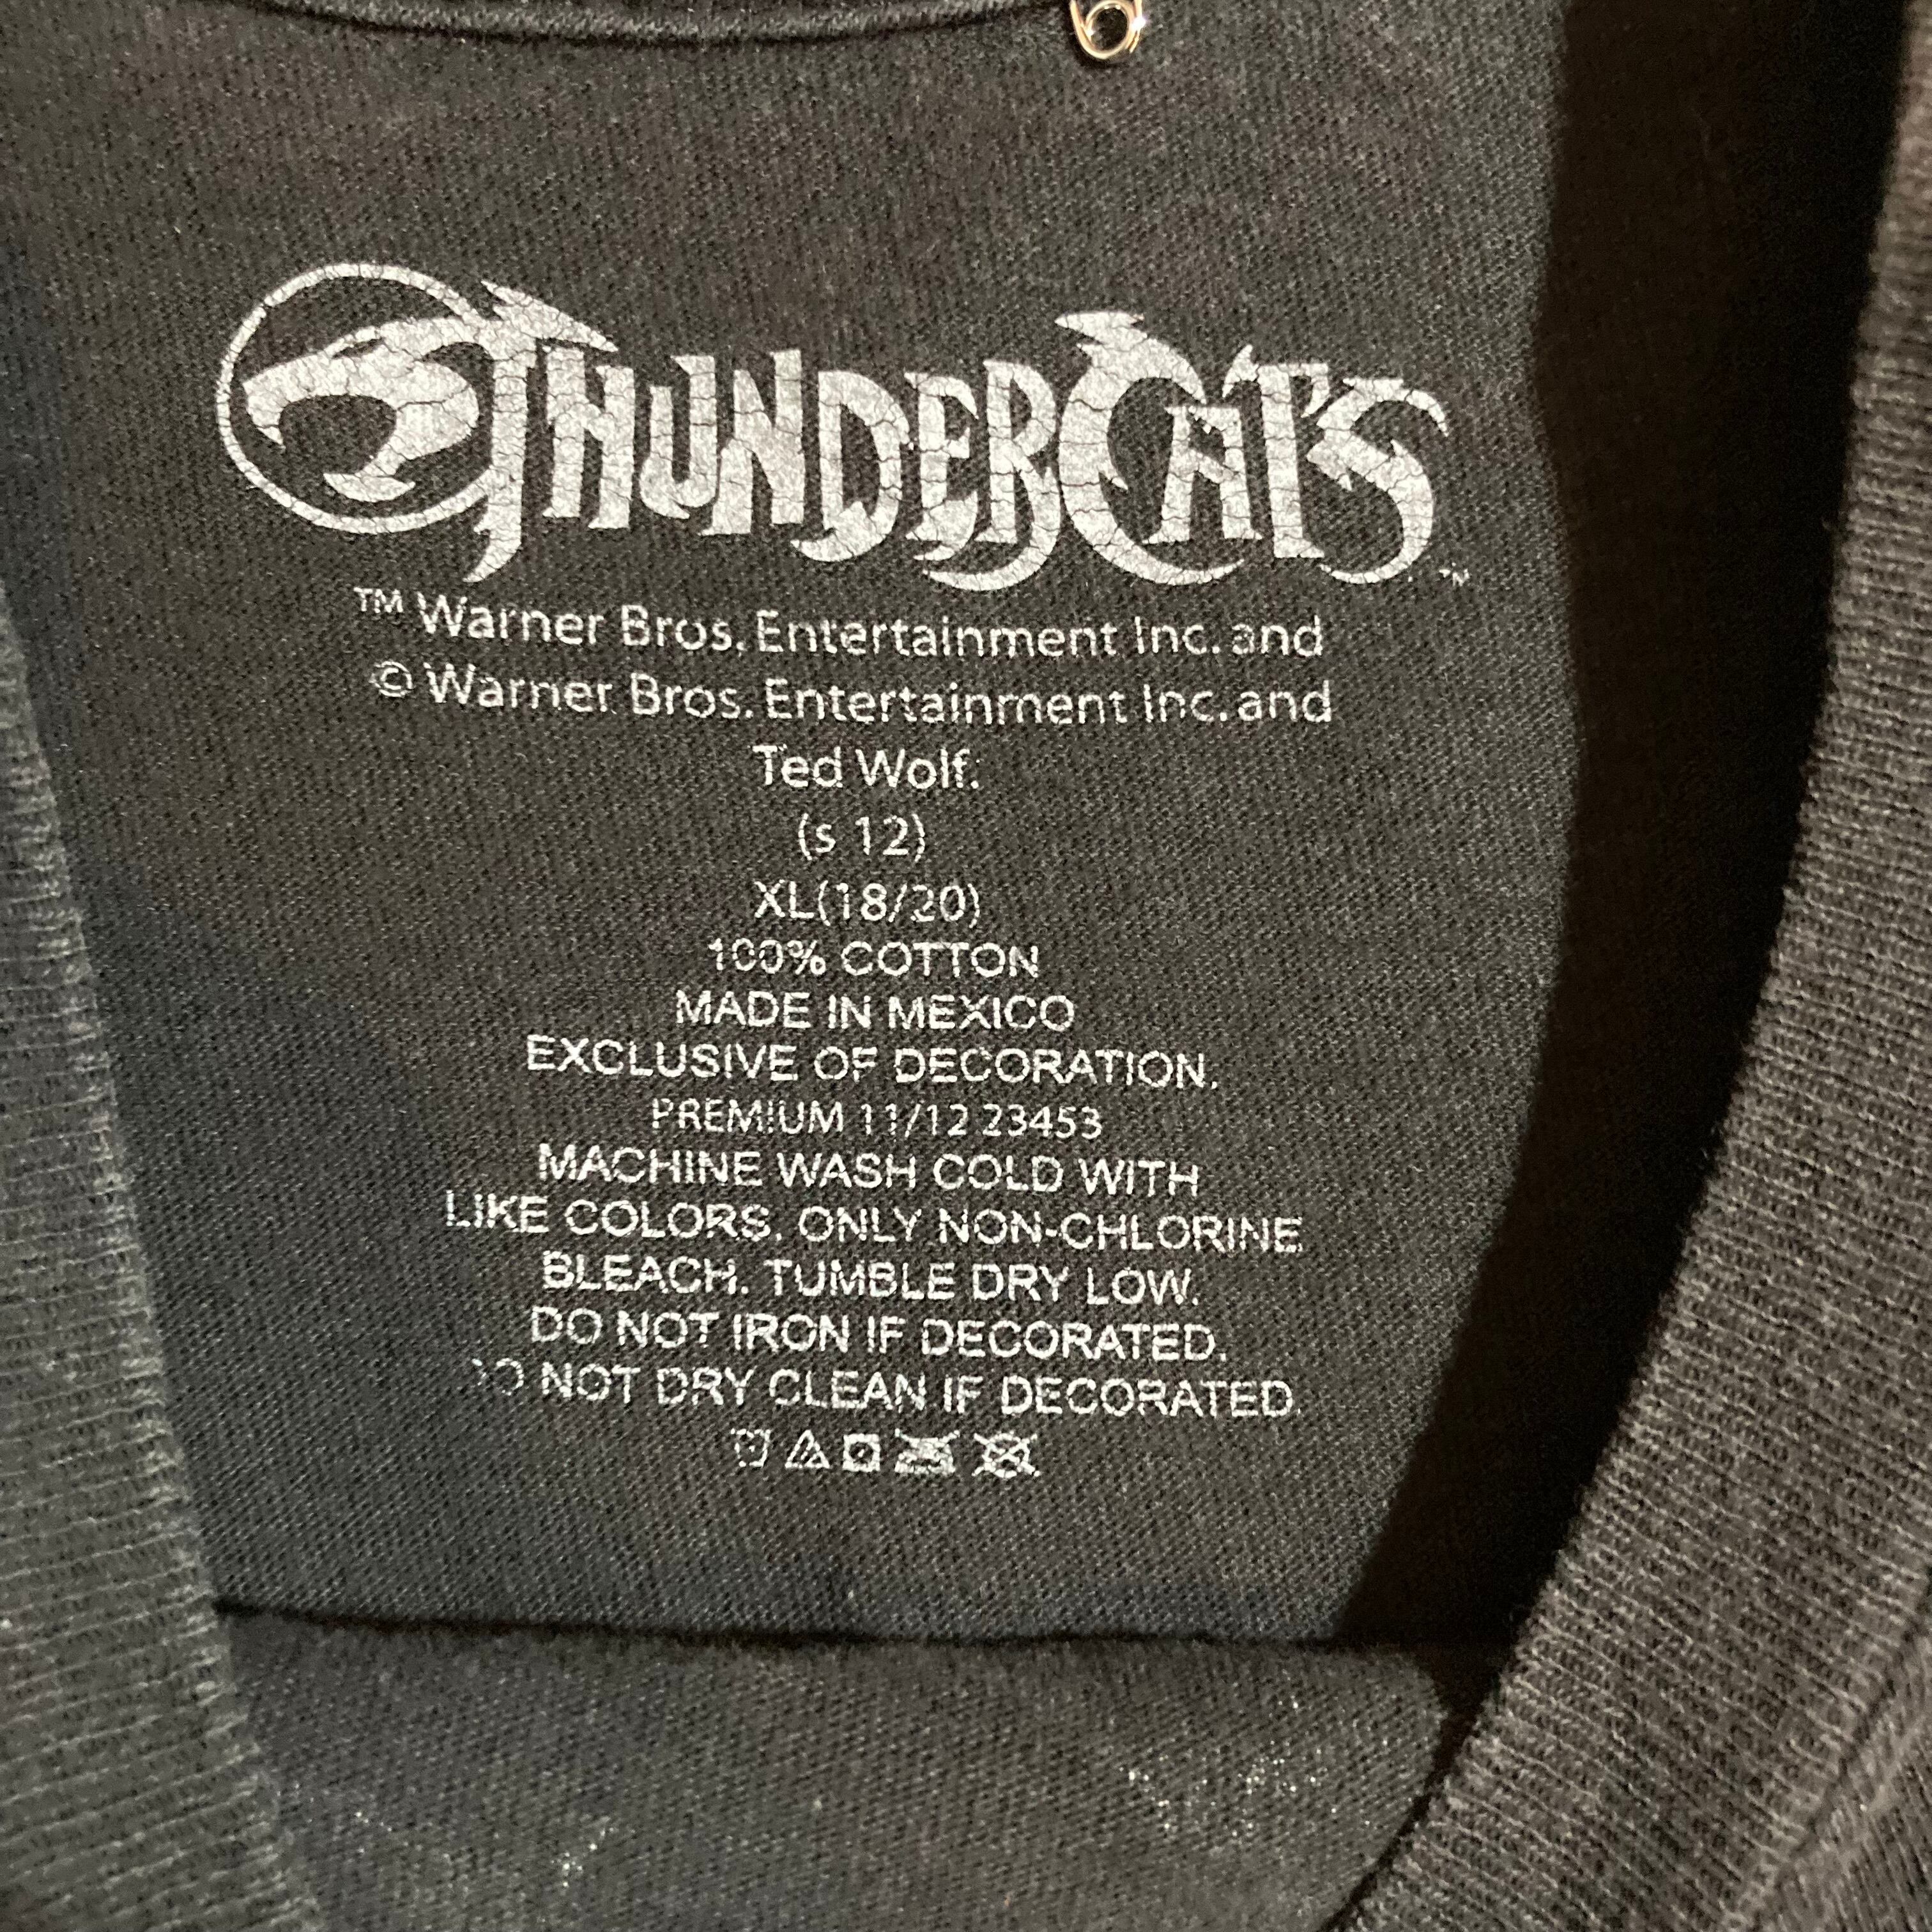 THUNDERCATS™
™ Warner Bros. Entertainment Inc. and
© Warner Bros. Entertainment Inc. and
Ted Wolf.
(s 12)
XL(18/20)
100% COTTON
MADE IN MEXICO
EXCLUSIVE OF DECORATION.
PREMIUM 11/12 23453
MACHINE WASH COLD WITH
LIKE COLORS. ONLY NON-CHLORINE
BLEACH. TUMBLE DRY LOW.
DO NOT IRON IF DECORATED.
DO NOT DRY CLEAN IF DECORATED.